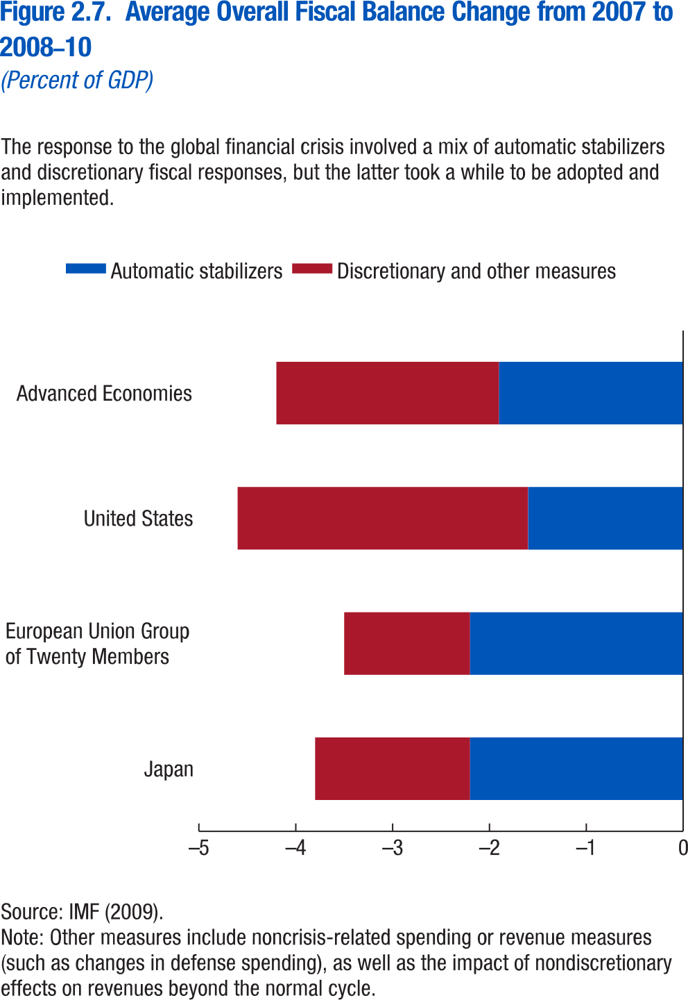 Figure 2.7.  Average Overall Fiscal Balance Change from 2007 to
2008–10
(Percent of GDP)
The response to the global financial crisis involved a mix of automatic stabilizers
and discretionary fiscal responses, but the latter took a while to be adopted and
implemented.
Automatic stabilizers Discretionary and other measures
Advanced Economies
United States
European Union Group
of Twenty Members
Japan
–5 –4 –3 –2 –1 0
Source: IMF (2009).
Note: Other measures include noncrisis-related spending or revenue measures
(such as changes in defense spending), as well as the impact of nondiscretionary
effects on revenues beyond the normal cycle.